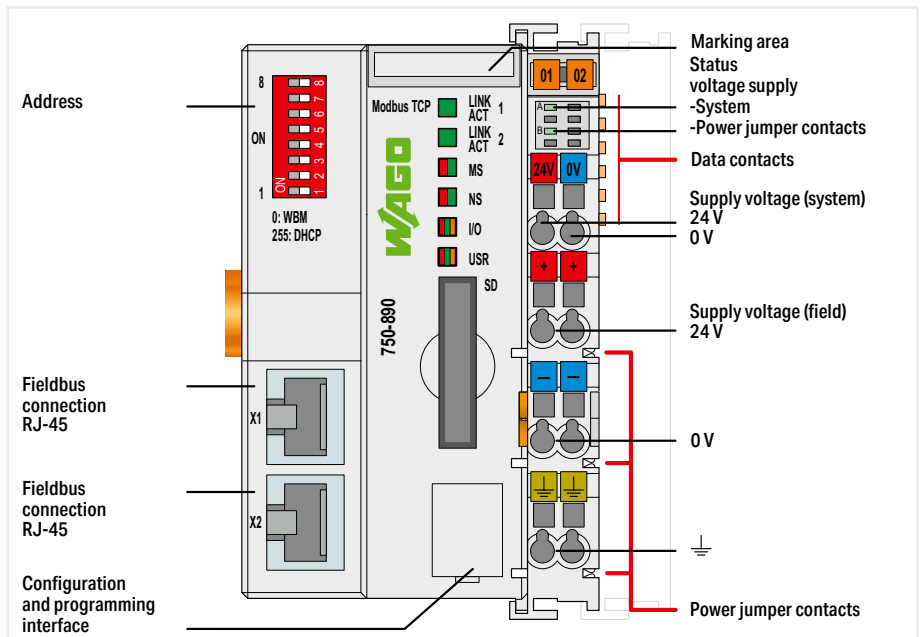 Address
8
ON
1
0: WBM
255: DHCP
ON
1 2 3 4 5 6 7 8
Fieldbus
connection
RJ-45
X1
Fieldbus
connection
RJ-45
X2
Configuration
and programming
interface
Modbus TCP
LINK
ACT 1
LINK
ACT 2
MS
NS
I/O
USR
SD
WAGO
750-890
01 02
A
B
24V 0V
+ +
— —
Marking area
Status
voltage supply
-System
-Power jumper contacts
Data contacts
Supply voltage (system)
24 V
0 V
Supply voltage (field)
24 V
0 V
Power jumper contacts